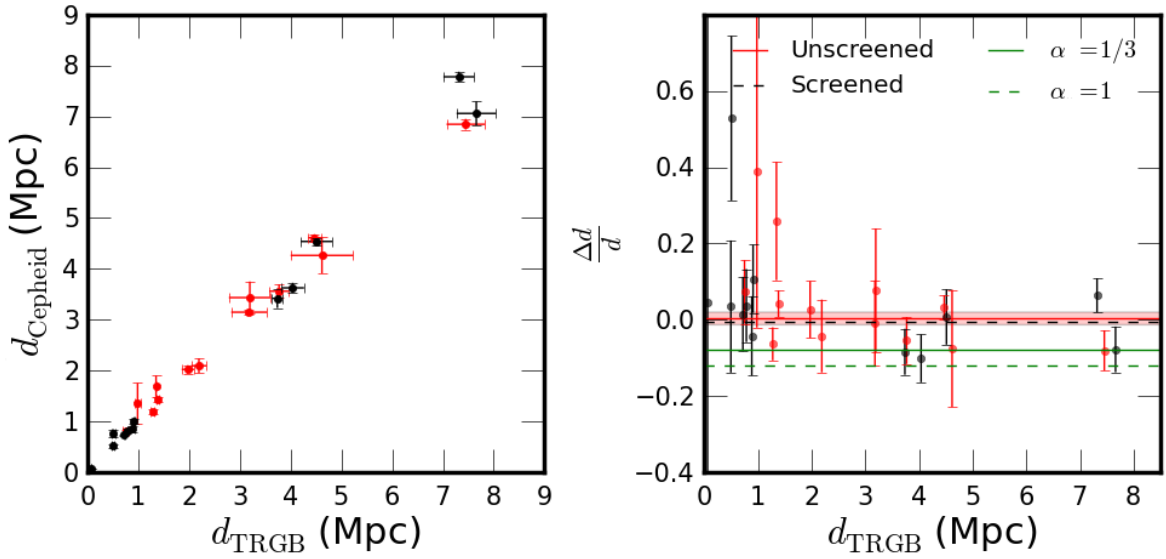 9
8
7
6
5
4
3
2
1
0
0 1 2 3 4 5 6 7 8 9
d_Cepheid (Mpc)
d_TRGB (Mpc)
Unscreened
Screened
α =1/3
α =1
0.6
0.4
0.2
0.0
−0.2
−0.4
0 1 2 3 4 5 6 7 8
Δd/d
d_TRGB (Mpc)